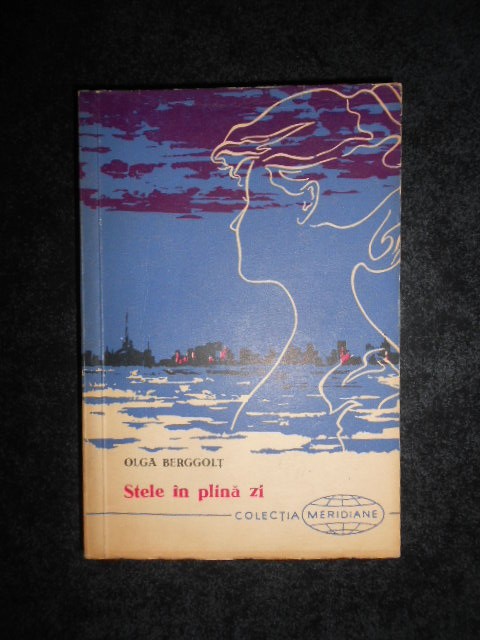 OLGA BERGGOLȚ
Stele în plină zi
COLECȚIA MERIDIANE